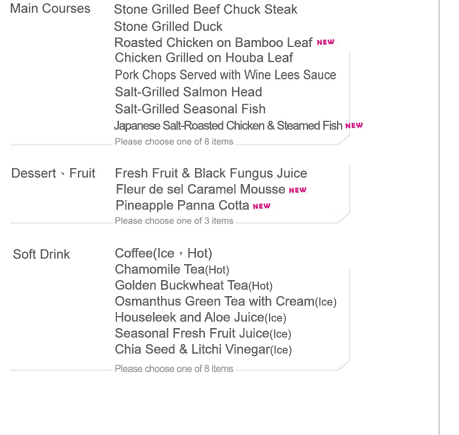 Main Courses Stone Grilled Beef Chuck Steak
Stone Grilled Duck
Roasted Chicken on Bamboo Leaf NEW
Chicken Grilled on Houba Leaf
Pork Chops Served with Wine Lees Sauce
Salt-Grilled Salmon Head
Salt-Grilled Seasonal Fish
Japanese Salt-Roasted Chicken & Steamed Fish NEW
Please choose one of 8 items
Dessert、Fruit Fresh Fruit & Black Fungus Juice
Fleur de sel Caramel Mousse NEW
Pineapple Panna Cotta NEW
Please choose one of 3 items
Soft Drink Coffee(Ice，Hot)
Chamomile Tea(Hot)
Golden Buckwheat Tea(Hot)
Osmanthus Green Tea with Cream(Ice)
Houseleek and Aloe Juice(Ice)
Seasonal Fresh Fruit Juice(Ice)
Chia Seed & Litchi Vinegar(Ice)
Please choose one of 8 items